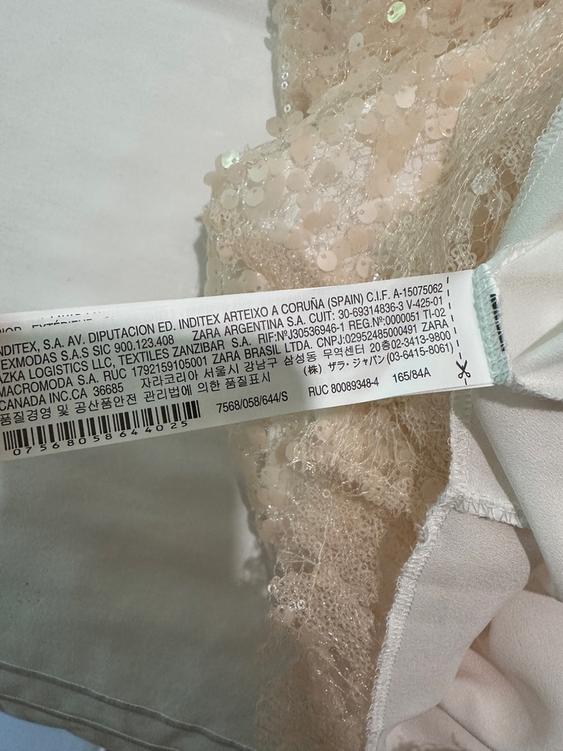 INDITEX, S.A. AV. DIPUTACION ED. INDITEX ARTEIXO A CORUÑA (SPAIN) C.I.F. A-15075062
TEXMODAS S.A.S SIC 900.123.408 ZARA ARGENTINA S.A. CUIT: 30-69314836-3 V-425-01
AZKA LOGISTICS LLC, TEXTILES ZANZIBAR S.A. RIF:Nº J30536946-1 REG.Nº:0000051 TI-02
MACROMODA S.A. RUC 1792159105001 ZARA BRASIL LTDA. CNPJ:02952485000491 ZARA
CANADA INC.CA 36685 자라코리아 서울시 강남구 삼성동 무역센터 20층 02-3413-9800
품질경영 및 공산품안전 관리법에 의한 품질표시 (株) ザラ・ジャパン (03-6415-8061)
7568/058/644/S RUC 80089348-4 165/84A
07568058644025